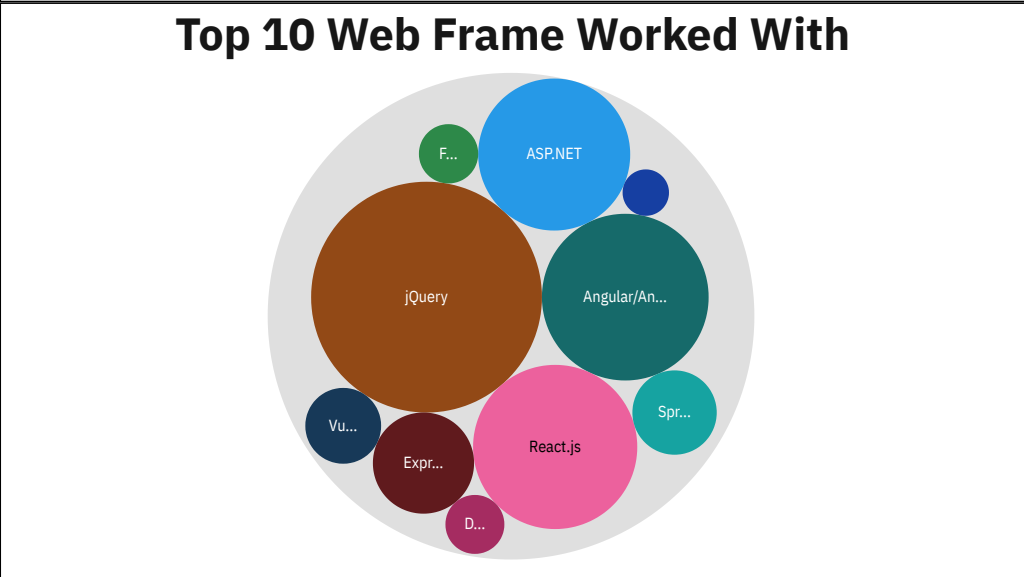 Top 10 Web Frame Worked With
ASP.NET
F...
jQuery
Angular/An...
Spr...
Vu...
React.js
Expr...
D...